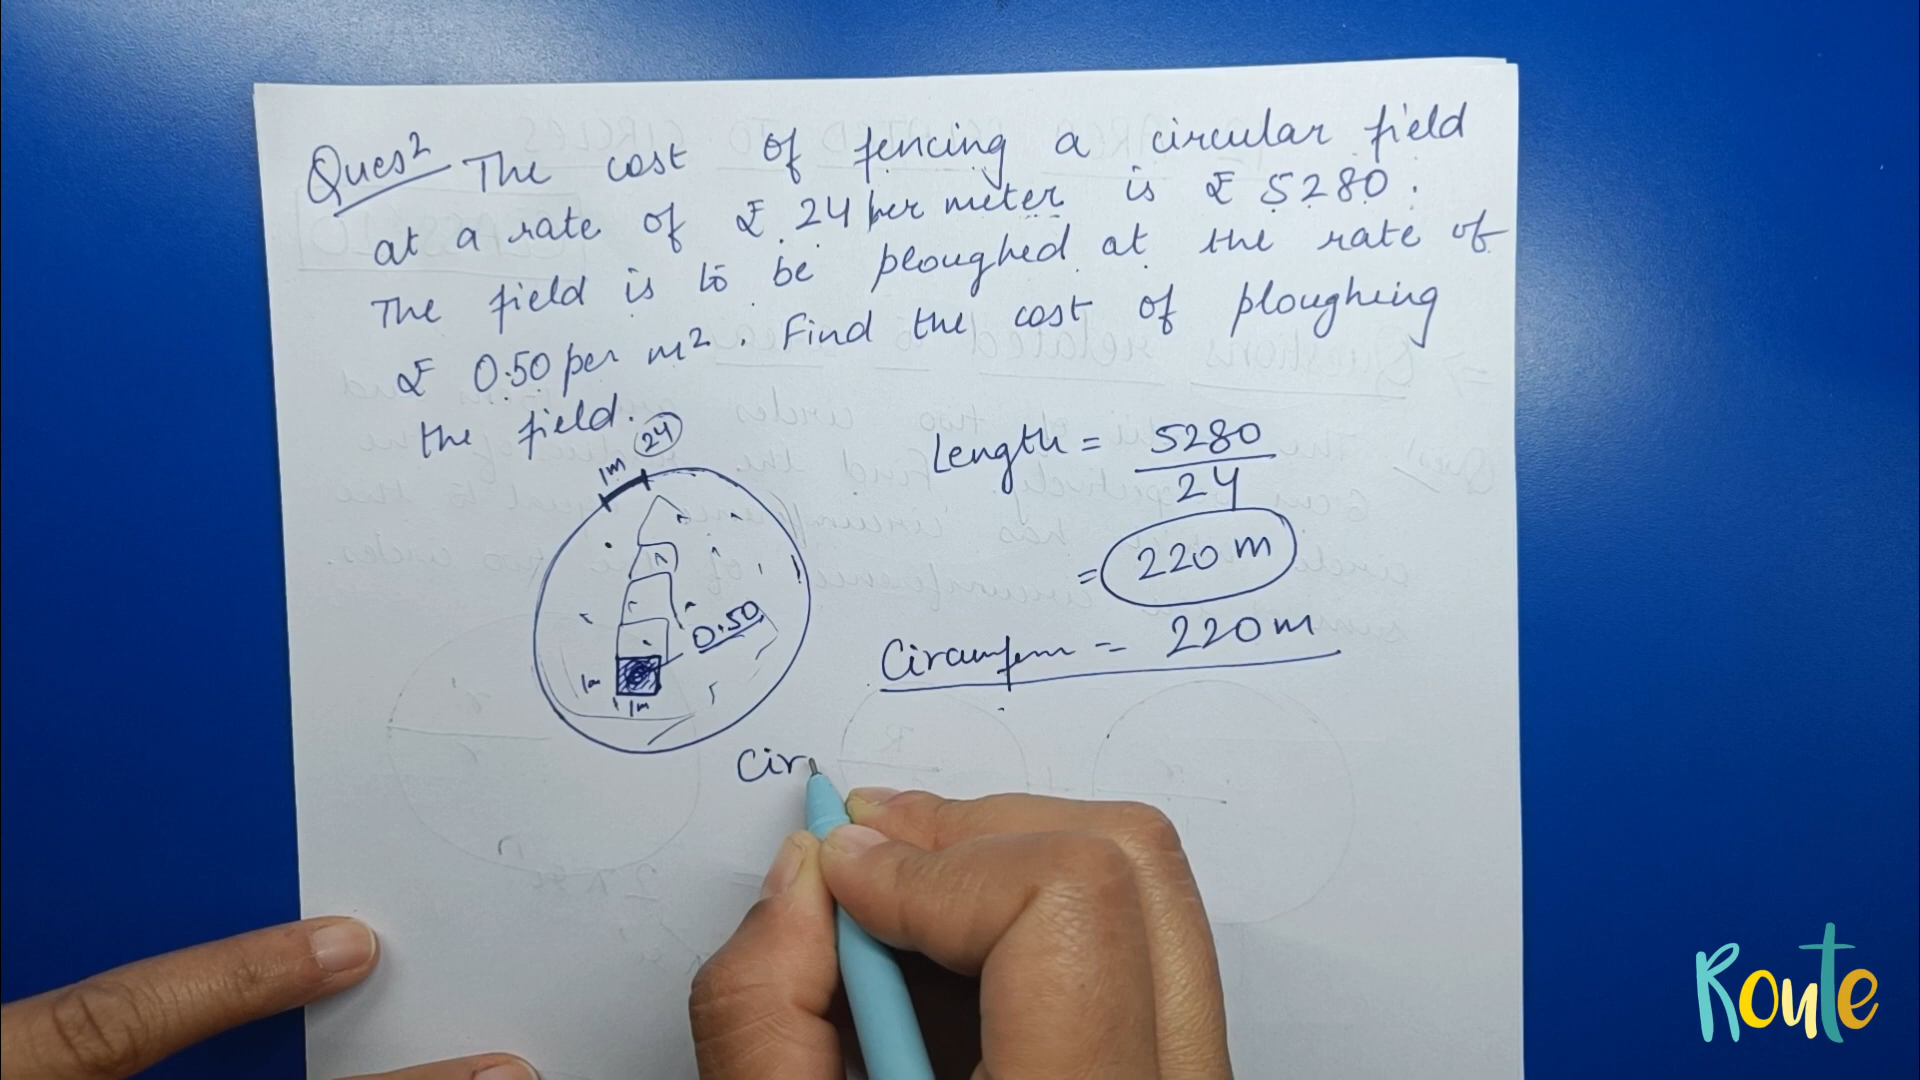 Ques² The cost of fencing a circular field
at a rate of ₹ 24 per meter is ₹ 5280.
The field is to be ploughed at the rate of
₹ 0.50 per m². Find the cost of ploughing
the field.
24
1m
Length = 5280
24
= 220 m
0.50
Circumfem = 220m
1m
1m
Cir
Route